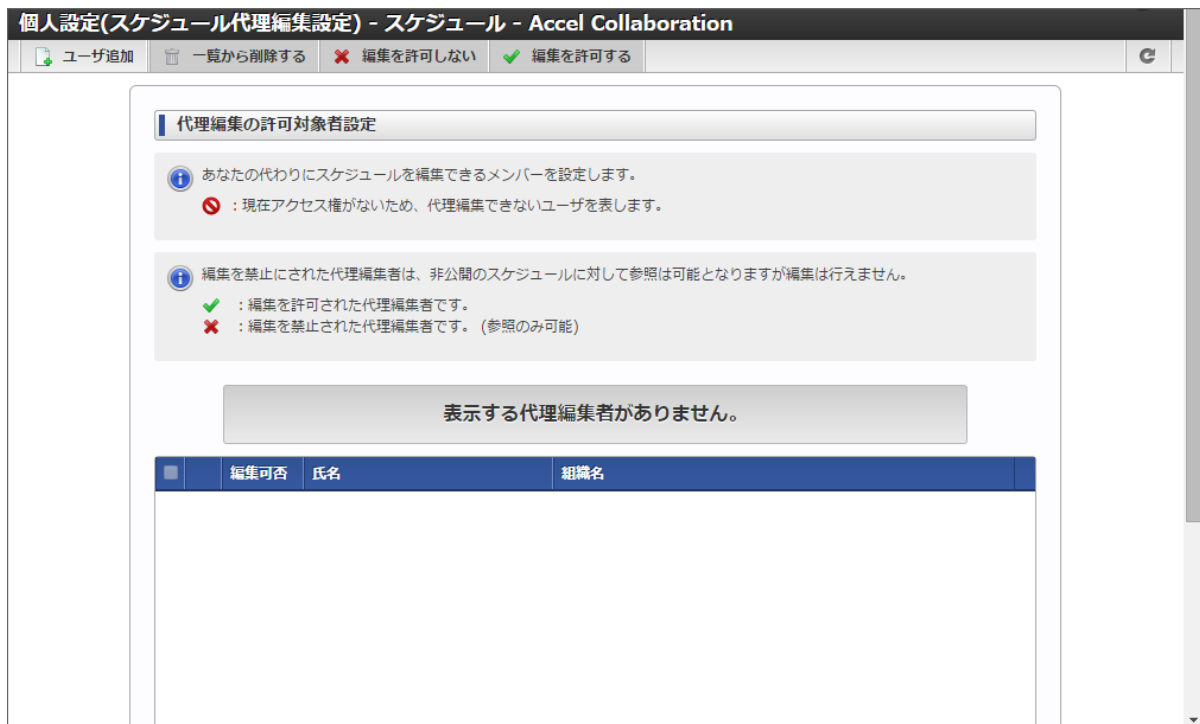 個人設定(スケジュール代理編集設定) - スケジュール - Accel Collaboration
ユーザ追加 一覧から削除する 編集を許可しない 編集を許可する
代理編集の許可対象者設定
あなたの代わりにスケジュールを編集できるメンバーを設定します。
：現在アクセス権がないため、代理編集できないユーザを表します。
編集を禁止にされた代理編集者は、非公開のスケジュールに対して参照は可能となりますが編集は行えません。
：編集を許可された代理編集者です。
：編集を禁止された代理編集者です。 (参照のみ可能)
表示する代理編集者がありません。
編集可否 氏名 組織名